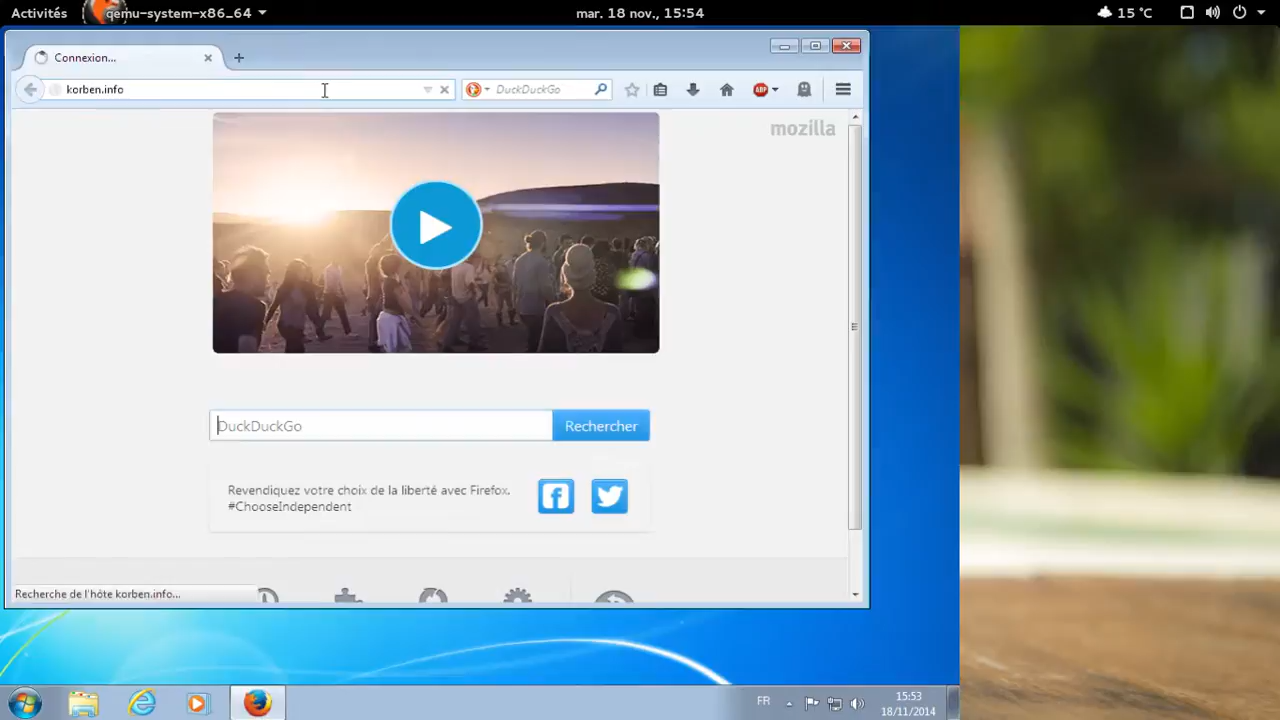 Activités qemu-system-x86_64 mar. 18 nov., 15:54 15 °C
Connexion...
korben.info DuckDuckGo ABP
mozilla
DuckDuckGo Rechercher
Revendiquez votre choix de la liberté avec Firefox.
#ChooseIndependent
Recherche de l'hôte korben.info...
FR 15:53
18/11/2014